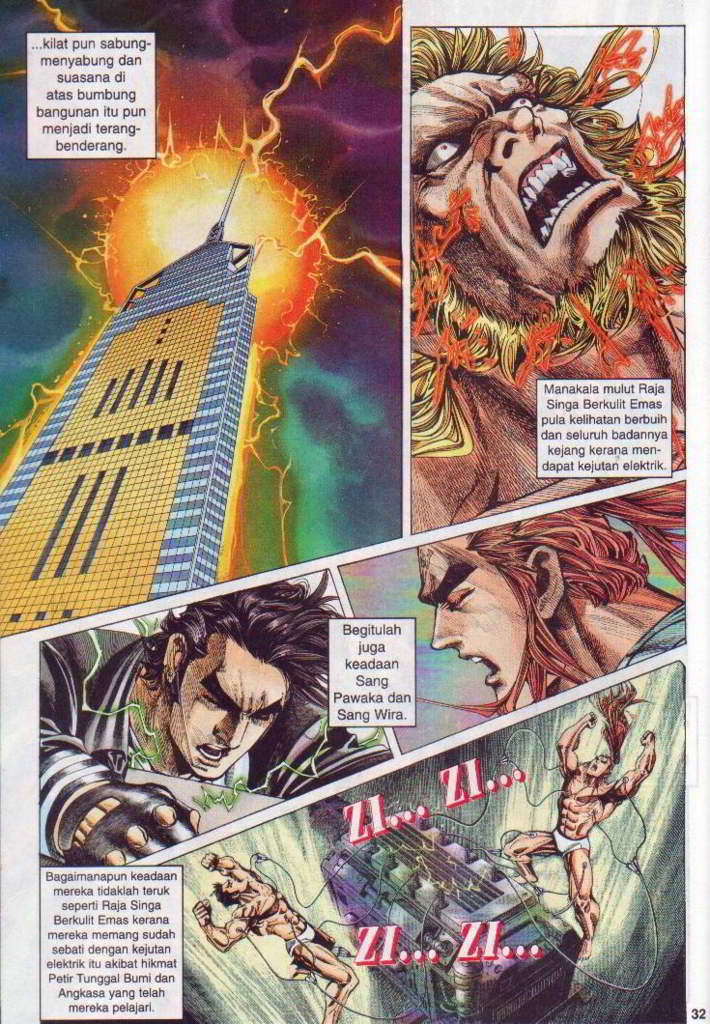 ...kilat pun sabung-
menyabung dan
suasana di
atas bumbung
bangunan itu pun
menjadi terang-
benderang.
Manakala mulut Raja
Singa Berkulit Emas
pula kelihatan berbuih
dan seluruh badannya
kejang kerana men-
dapat kejutan elektrik.
Begitulah
juga
keadaan
Sang
Pawaka dan
Sang Wira.
ZI... ZI...
ZI... ZI...
Bagaimanapun keadaan
mereka tidaklah teruk
seperti Raja Singa
Berkulit Emas kerana
mereka memang sudah
sebati dengan kejutan
elektrik itu akibat hikmat
Petir Tunggal Bumi dan
Angkasa yang telah
mereka pelajari.
32